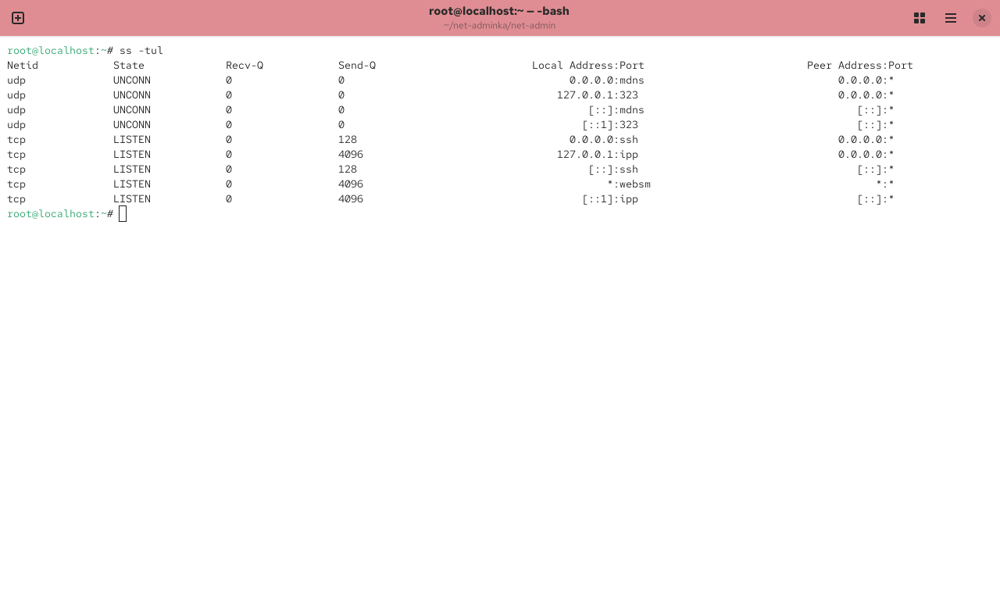 root@localhost:~ — -bash
~/net-adminka/net-admin
root@localhost:~# ss -tul
Netid State Recv-Q Send-Q Local Address:Port Peer Address:Port
udp UNCONN 0 0 0.0.0.0:mdns 0.0.0.0:*
udp UNCONN 0 0 127.0.0.1:323 0.0.0.0:*
udp UNCONN 0 0 [::]:mdns [::]:*
udp UNCONN 0 0 [::1]:323 [::]:*
tcp LISTEN 0 128 0.0.0.0:ssh 0.0.0.0:*
tcp LISTEN 0 4096 127.0.0.1:ipp 0.0.0.0:*
tcp LISTEN 0 128 [::]:ssh [::]:*
tcp LISTEN 0 4096 *:websm *:*
tcp LISTEN 0 4096 [::1]:ipp [::]:*
root@localhost:~#